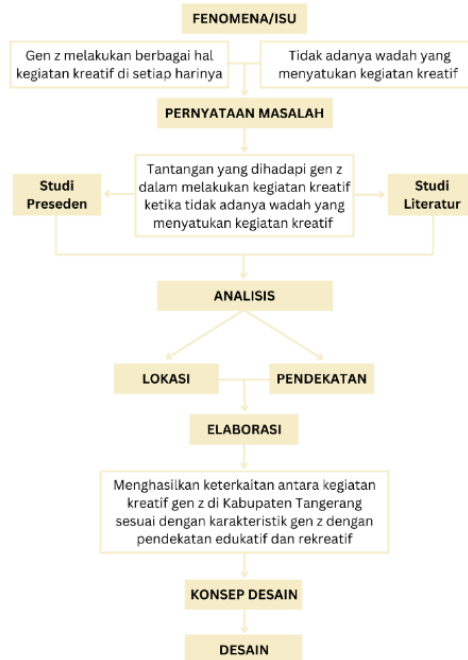 FENOMENA/ISU
Gen z melakukan berbagai hal
kegiatan kreatif di setiap harinya
Tidak adanya wadah yang
menyatukan kegiatan kreatif
PERNYATAAN MASALAH
Tantangan yang dihadapi gen z
dalam melakukan kegiatan kreatif
ketika tidak adanya wadah yang
menyatukan kegiatan kreatif
Studi
Preseden
Studi
Literatur
ANALISIS
LOKASI
PENDEKATAN
ELABORASI
Menghasilkan keterkaitan antara kegiatan
kreatif gen z di Kabupaten Tangerang
sesuai dengan karakteristik gen z dengan
pendekatan edukatif dan rekreatif
KONSEP DESAIN
DESAIN